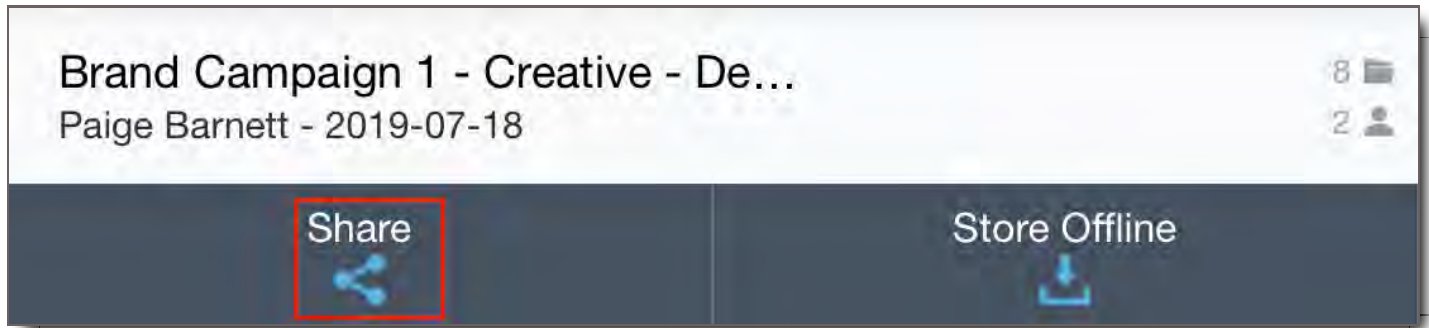 Brand Campaign 1 - Creative - De...
8
Paige Barnett - 2019-07-18
2
Share
Store Offline